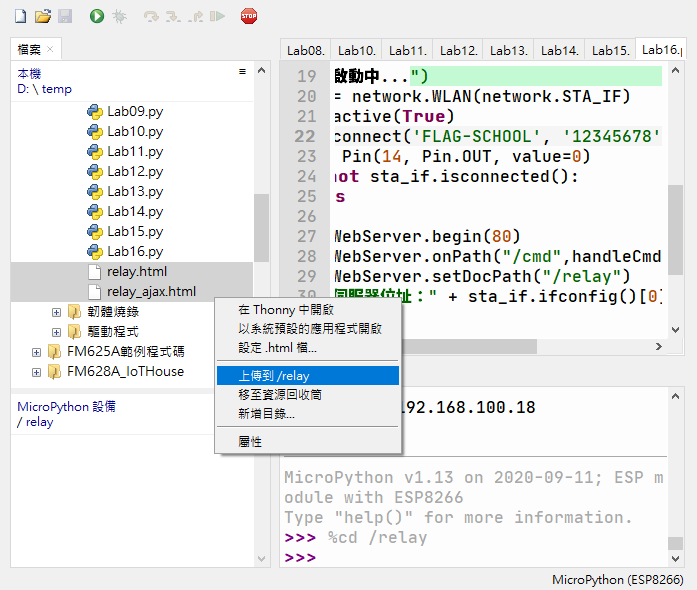 STOP
檔案 ×
本機
D: \ temp
Lab09.py
Lab10.py
Lab11.py
Lab12.py
Lab13.py
Lab14.py
Lab15.py
Lab16.py
relay.html
relay_ajax.html
韌體燒錄
驅動程式
FM625A範例程式碼
FM628A_IoTHouse
MicroPython 設備
/ relay
在 Thonny 中開啟
以系統預設的應用程式開啟
設定 .html 檔...
上傳到 /relay
移至資源回收筒
新增目錄...
屬性
Lab08. Lab10. Lab11. Lab12. Lab13. Lab14. Lab15. Lab16.p
19 啟動中...")
20 = network.WLAN(network.STA_IF)
21 active(True)
22 connect('FLAG-SCHOOL', '12345678'
23 Pin(14, Pin.OUT, value=0)
24 not sta_if.isconnected():
25 s
26
27 WebServer.begin(80)
28 WebServer.onPath("/cmd",handleCmd
29 WebServer.setDocPath("/relay")
30 伺服器位址：" + sta_if.ifconfig()[0]
192.168.100.18
MicroPython v1.13 on 2020-09-11; ESP m
odule with ESP8266
Type "help()" for more information.
>>> %cd /relay
>>>
MicroPython (ESP8266)